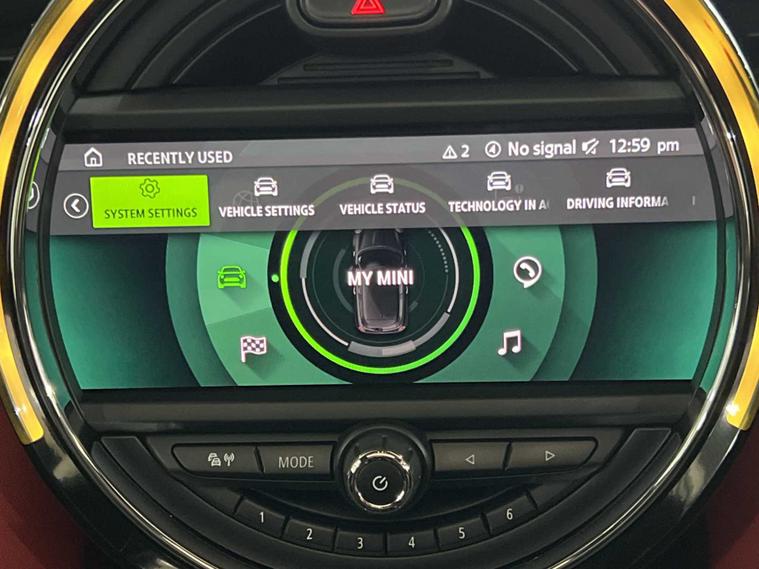 RECENTLY USED 2 4 No signal 12:59 pm
SYSTEM SETTINGS VEHICLE SETTINGS VEHICLE STATUS TECHNOLOGY IN A DRIVING INFORMA
MY MINI
MODE
1 2 3 4 5 6